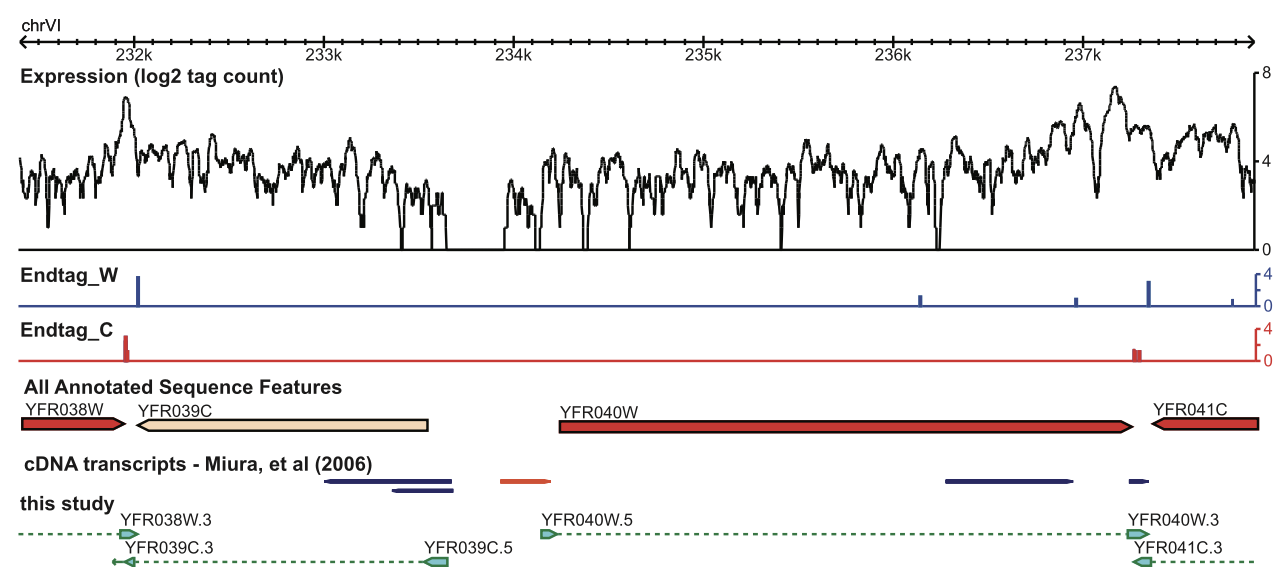 chrVI
232k 233k 234k 235k 236k 237k
Expression (log2 tag count)
8
4
0
Endtag_W
4
0
Endtag_C
4
0
All Annotated Sequence Features
YFR038W YFR039C YFR040W YFR041C
cDNA transcripts - Miura, et al (2006)
this study
YFR038W.3 YFR040W.5 YFR040W.3
YFR039C.3 YFR039C.5 YFR041C.3